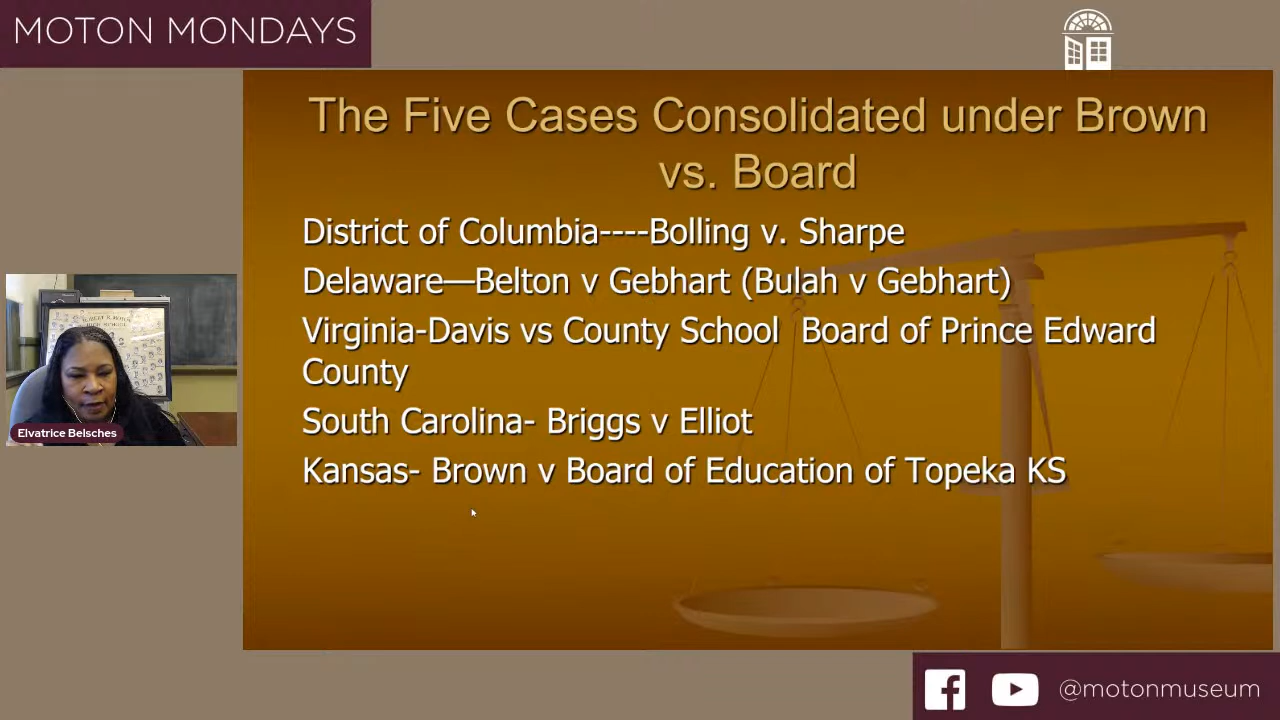 MOTON MONDAYS
The Five Cases Consolidated under Brown
vs. Board
District of Columbia----Bolling v. Sharpe
Delaware—Belton v Gebhart (Bulah v Gebhart)
Virginia-Davis vs County School Board of Prince Edward
County
South Carolina- Briggs v Elliot
Kansas- Brown v Board of Education of Topeka KS
Elvatrice Belsches
@motonmuseum